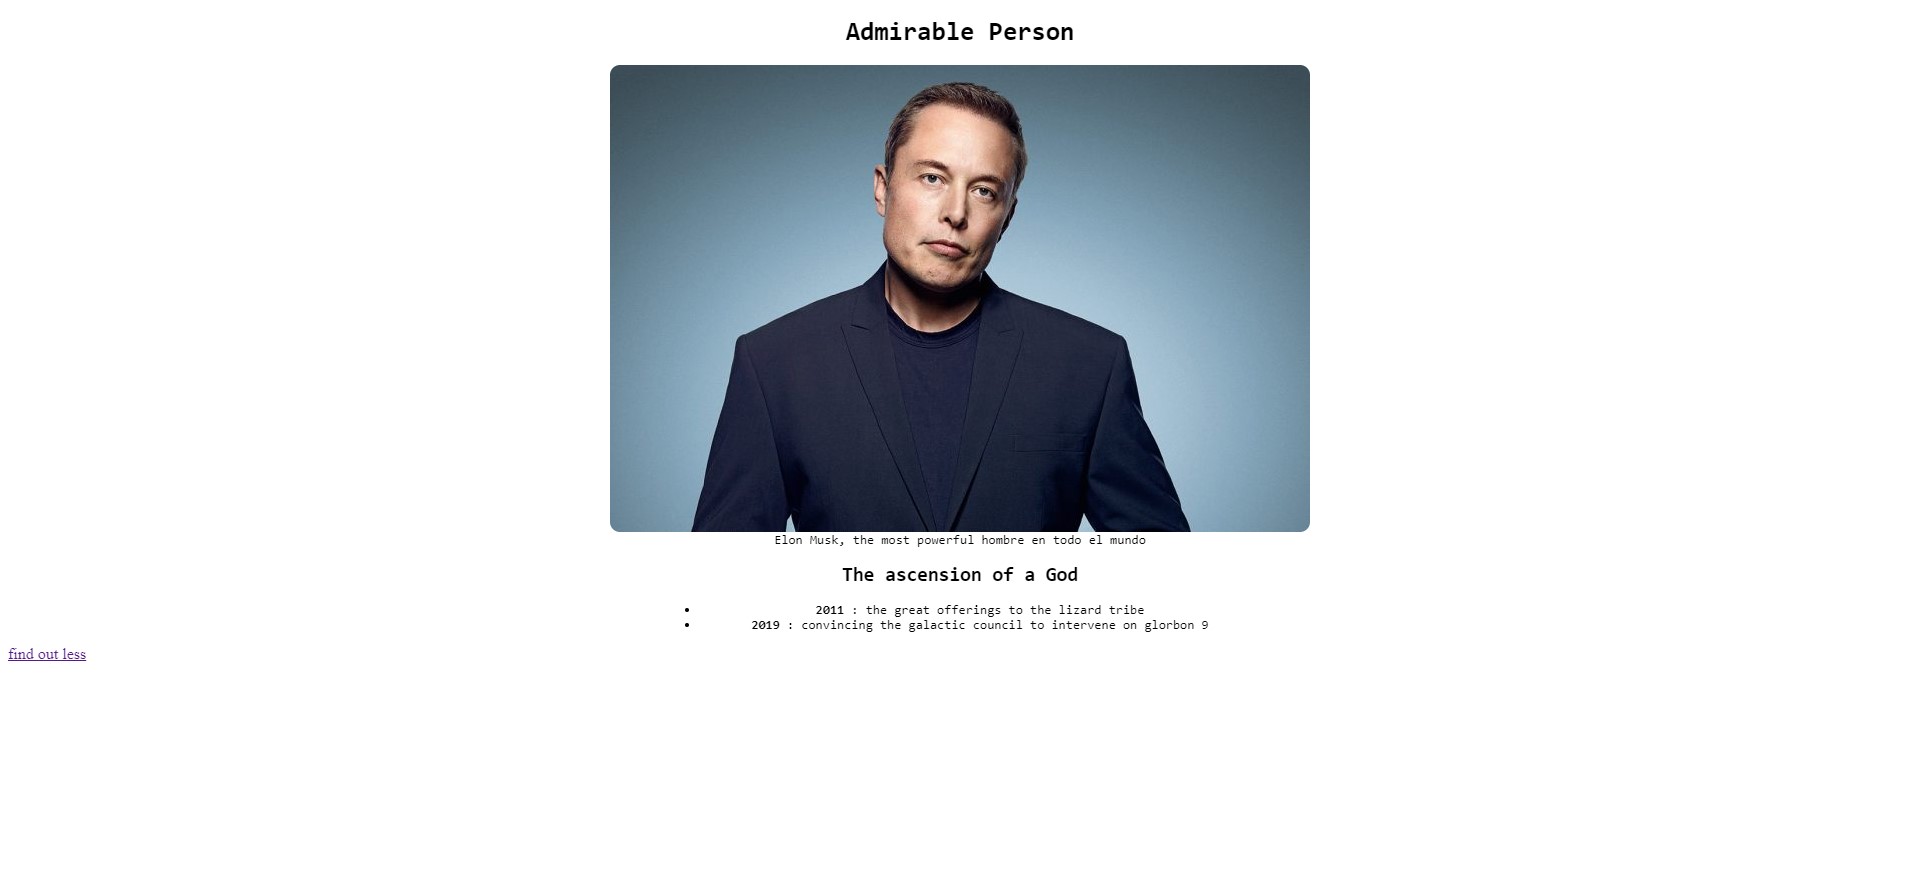 Admirable Person
Elon Musk, the most powerful hombre en todo el mundo
The ascension of a God
2011 : the great offerings to the lizard tribe
2019 : convincing the galactic council to intervene on glorbon 9
find out less